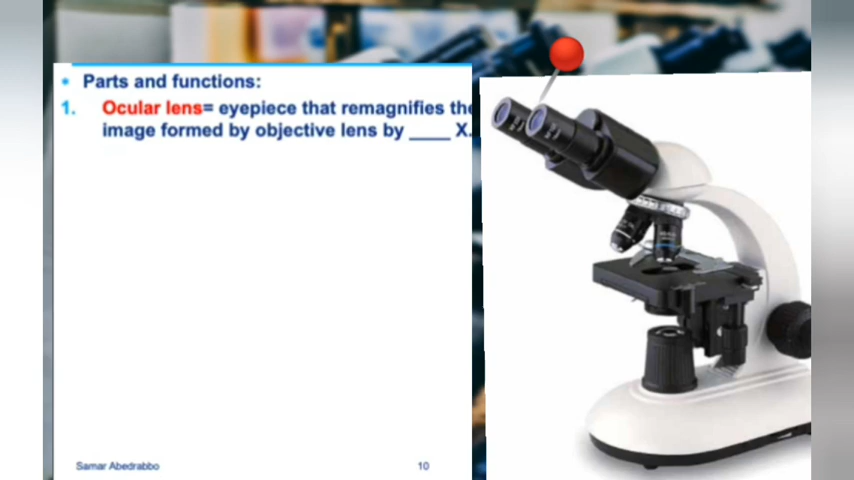 • Parts and functions:
1. Ocular lens= eyepiece that remagnifies the
image formed by objective lens by ____ X.
Samar Abedrabbo
10